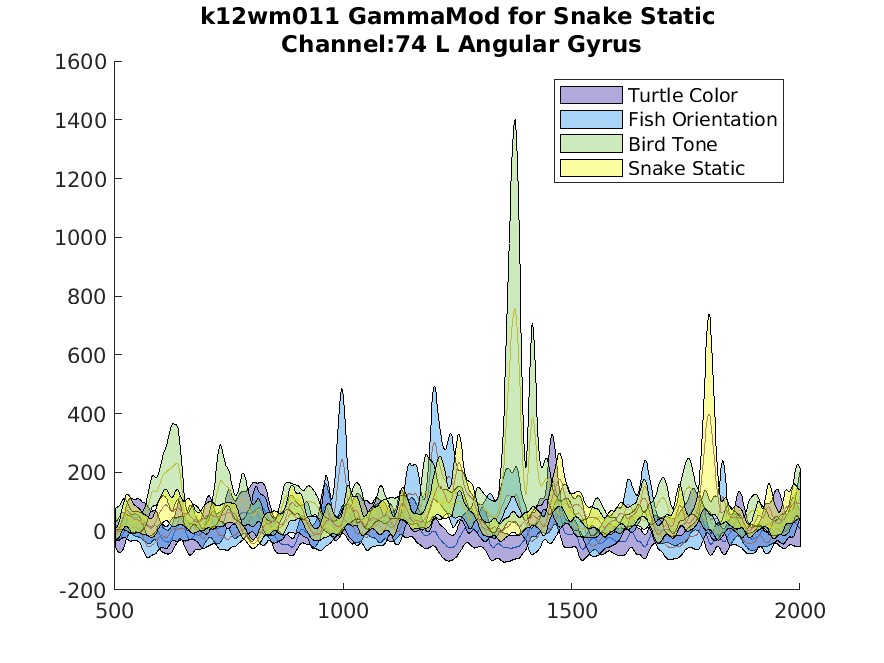 k12wm011 GammaMod for Snake Static
Channel:74 L Angular Gyrus
1600
1400
1200
1000
800
600
400
200
0
-200
500
1000
1500
2000
Turtle Color
Fish Orientation
Bird Tone
Snake Static